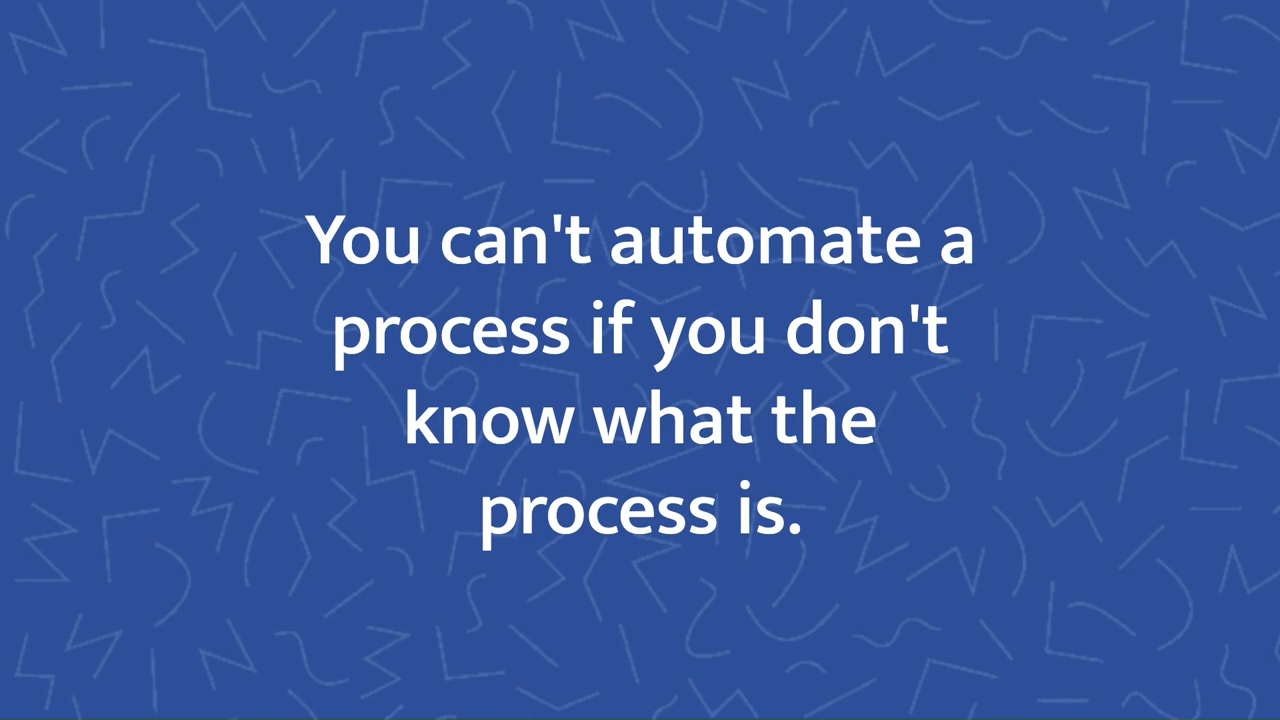 You can't automate a
process if you don't
know what the
process is.